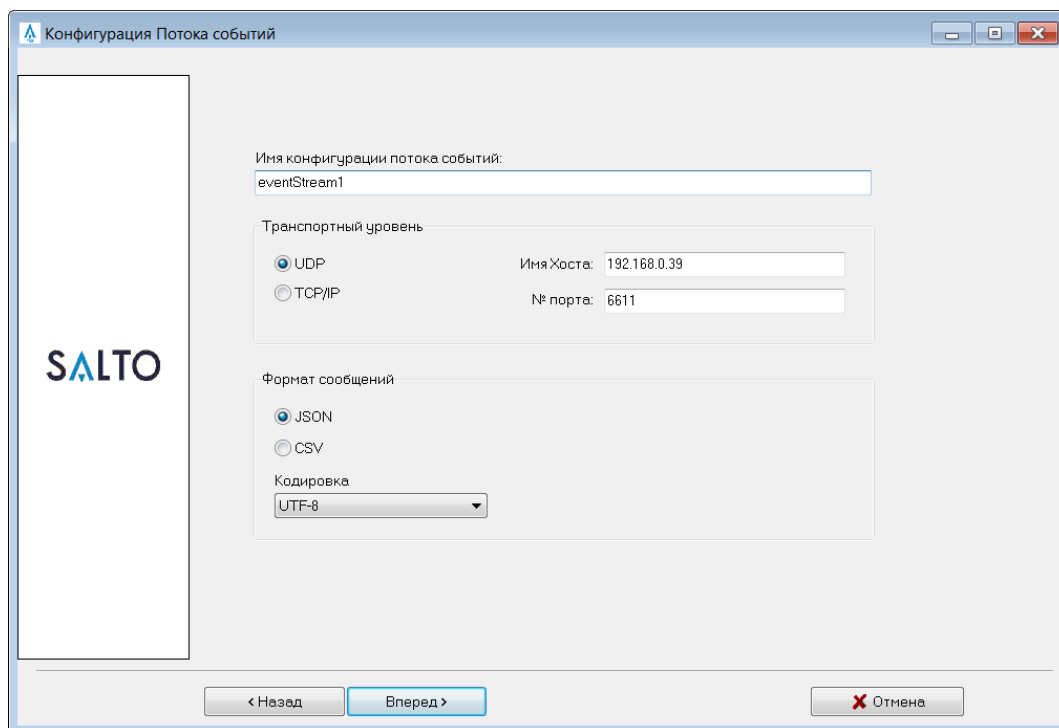 Конфигурация Потока событий
Имя конфигурации потока событий:
eventStream1
Транспортный уровень
UDP
Имя Хоста: 192.168.0.39
TCP/IP
№ порта: 6611
SALTO
Формат сообщений
JSON
CSV
Кодировка
UTF-8
< Назад
Вперед >
Отмена